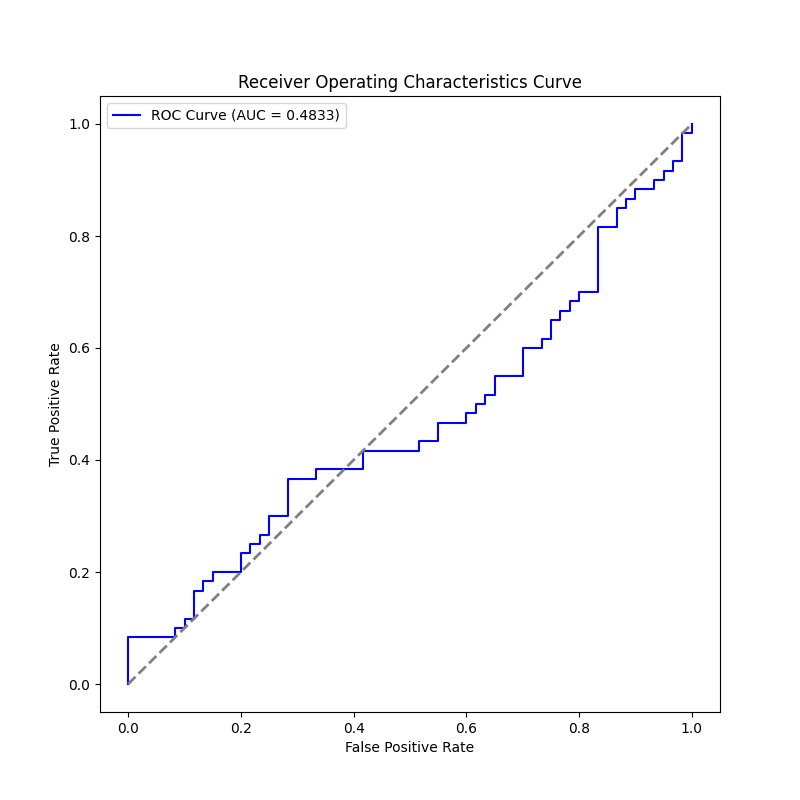 Receiver Operating Characteristics Curve
ROC Curve (AUC = 0.4833)
True Positive Rate
1.0
0.8
0.6
0.4
0.2
0.0
0.0 0.2 0.4 0.6 0.8 1.0
False Positive Rate